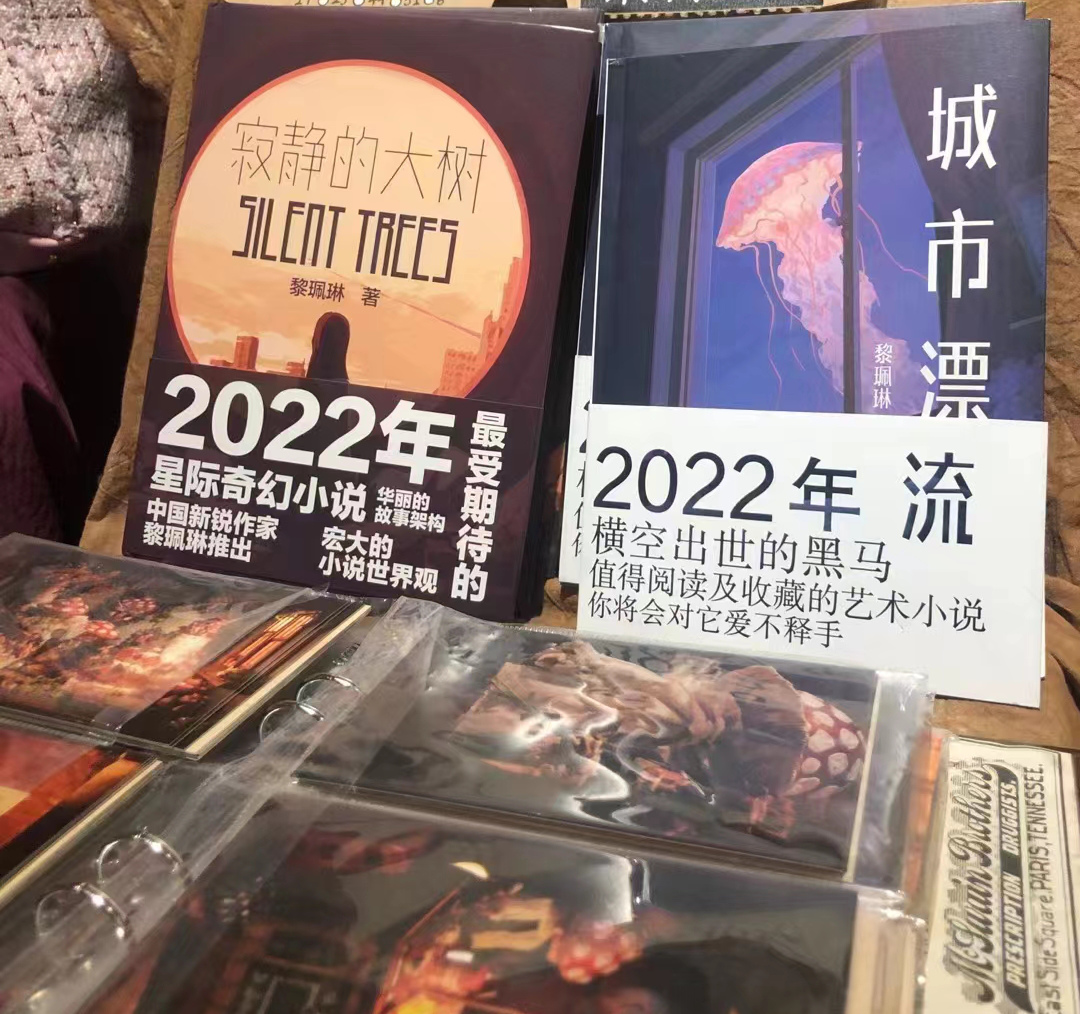 寂静的大树
SILENT TREES
黎珮琳 著
2022年
最受期待的
星际奇幻小说
华丽的
故事架构
中国新锐作家
黎珮琳推出
宏大的
小说世界观
城市漂流
黎珮琳
2022年
横空出世的黑马
值得阅读及收藏的艺术小说
你将会对它爱不释手
McSwain Brothers
PRESCRIPTION DRUGGISTS.
East Side Square, PARIS, TENNESSEE.